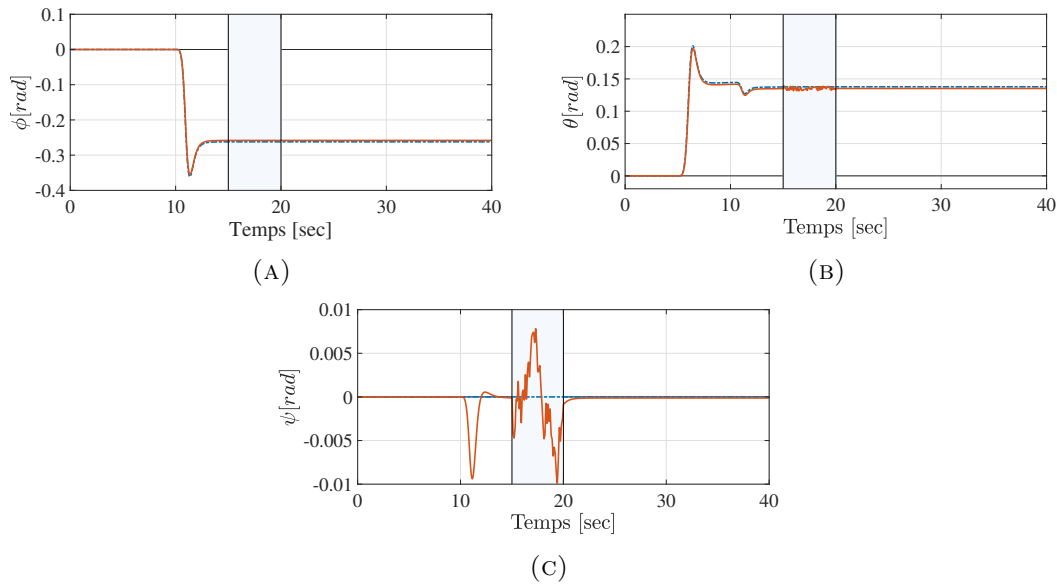 0.1
0
-0.1
-0.2
-0.3
-0.4
ϕ[rad]
0 10 20 30 40
Temps [sec]
(A)
0.2
0.15
0.1
0.05
0
θ[rad]
0 10 20 30 40
Temps [sec]
(B)
0.01
0.005
0
-0.005
-0.01
ψ[rad]
0 10 20 30 40
Temps [sec]
(C)